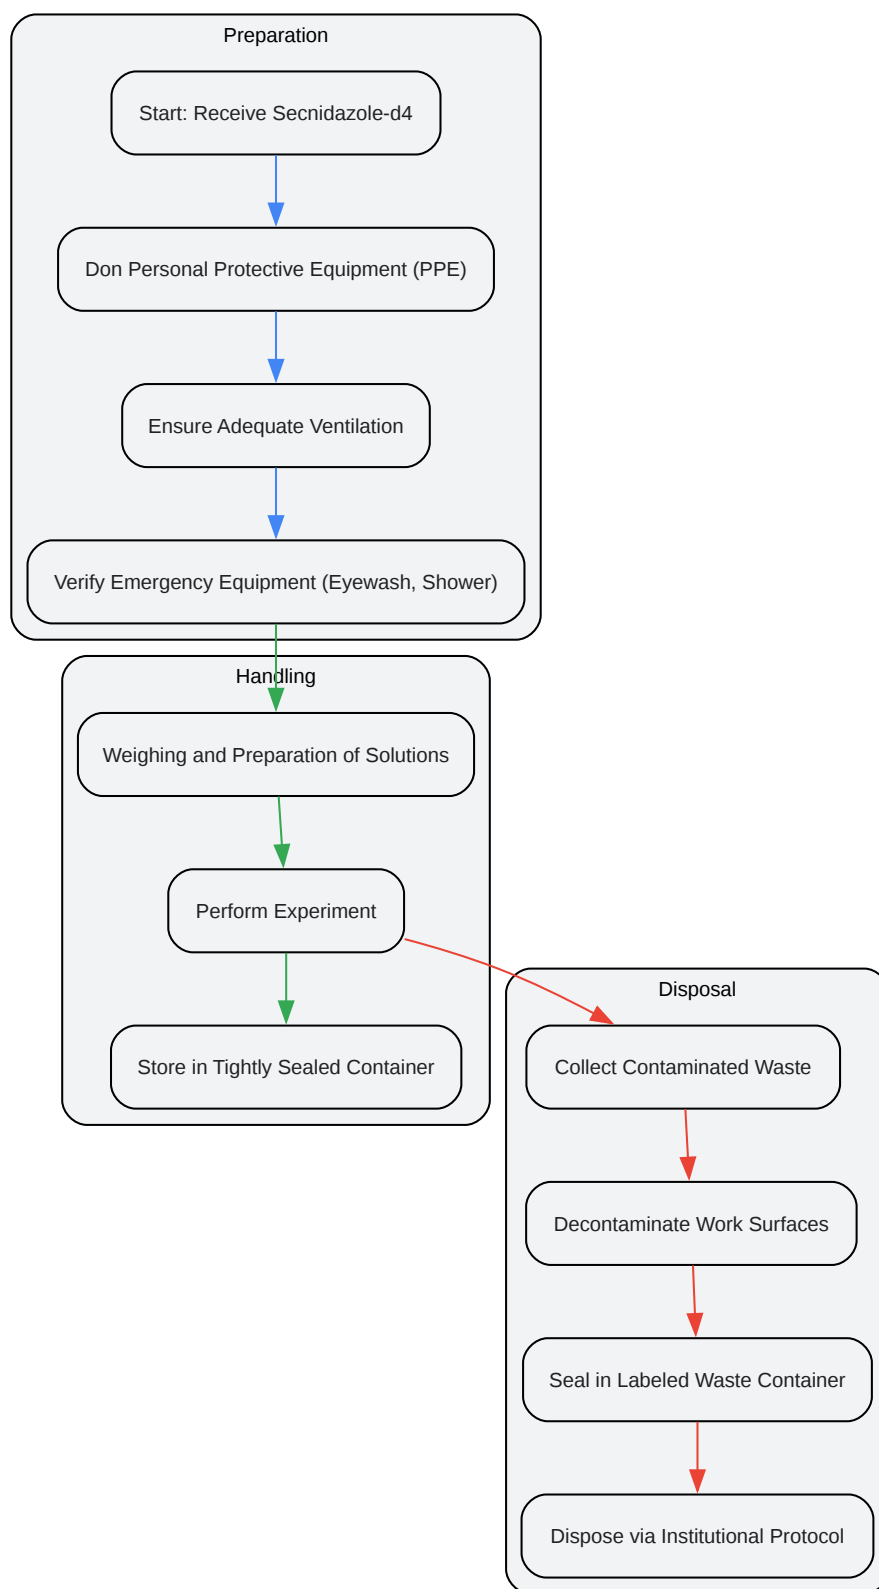 Preparation
Start: Receive Secnidazole-d4
Don Personal Protective Equipment (PPE)
Ensure Adequate Ventilation
Verify Emergency Equipment (Eyewash, Shower)
Handling
Weighing and Preparation of Solutions
Perform Experiment
Store in Tightly Sealed Container
Disposal
Collect Contaminated Waste
Decontaminate Work Surfaces
Seal in Labeled Waste Container
Dispose via Institutional Protocol